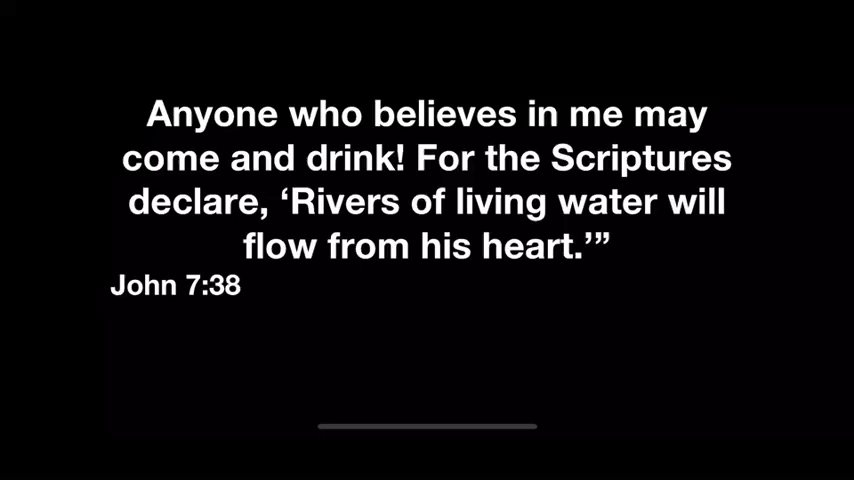 Anyone who believes in me may
come and drink! For the Scriptures
declare, ‘Rivers of living water will
flow from his heart.’”
John 7:38